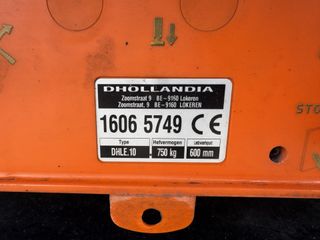 DHOLLANDIA
Zoomstraat 9 BE-9160 Lokeren
Zoomstraat, 9 BE - 9160 LOKEREN
1606 5749 CE
Type Hefvermogen
DHLE.10 750 kg 600 mm
STO